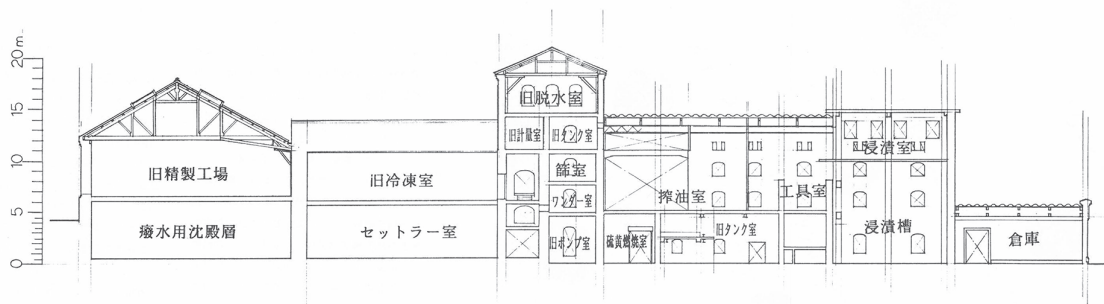 20m
15
10
5
0
旧精製工場
癈水用沈殿層
旧冷凍室
セットラー室
旧脱水室
旧計量室
旧タンク室
篩室
ワンダー室
旧ポンプ室
搾油室
硫黄燃焼室
旧タンク室
工具室
浸漬室
浸漬槽
倉庫